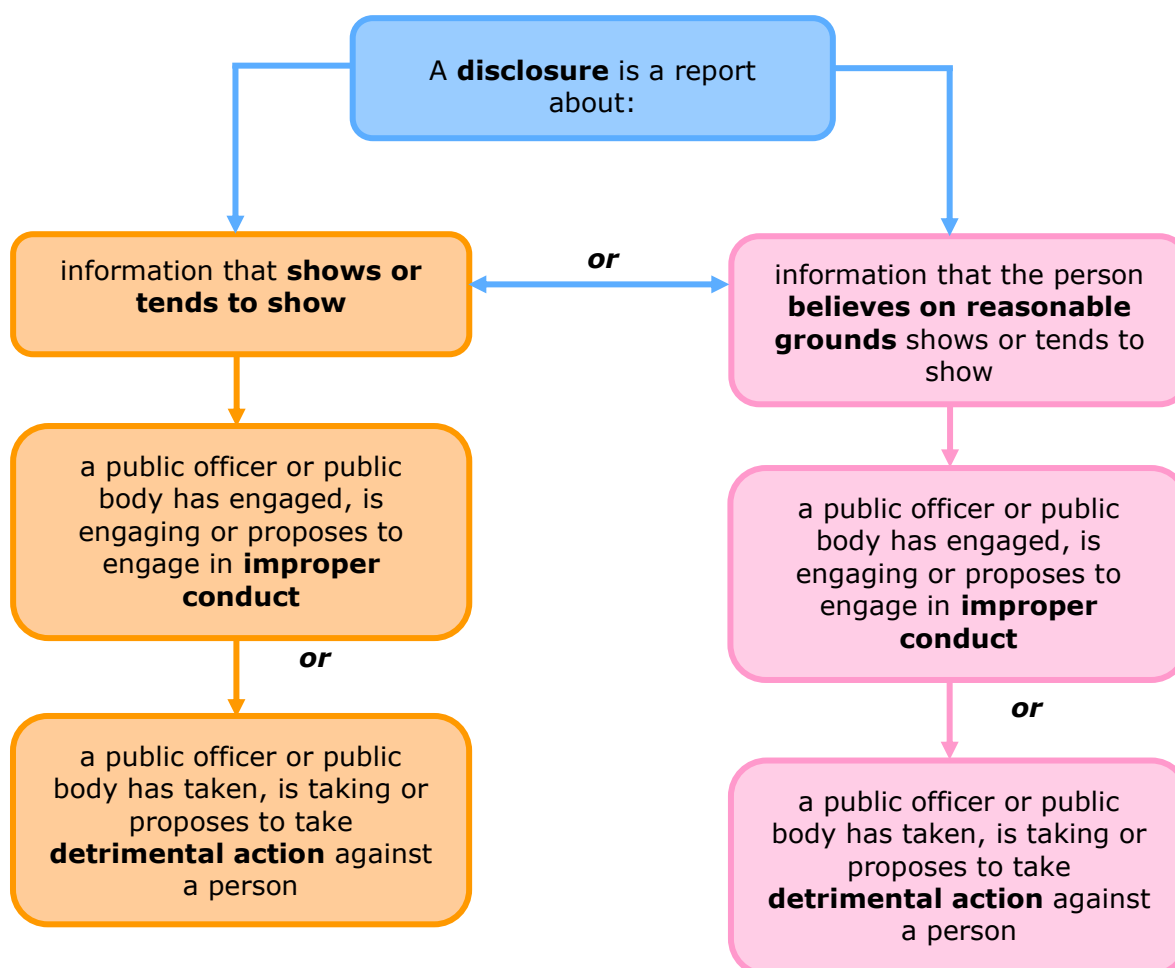 A disclosure is a report
about:
information that shows or
tends to show
or
information that the person
believes on reasonable
grounds shows or tends to
show
a public officer or public
body has engaged, is
engaging or proposes to
engage in improper
conduct
a public officer or public
body has engaged, is
engaging or proposes to
engage in improper
conduct
or
or
a public officer or public
body has taken, is taking or
proposes to take
detrimental action against
a person
a public officer or public
body has taken, is taking or
proposes to take
detrimental action against
a person